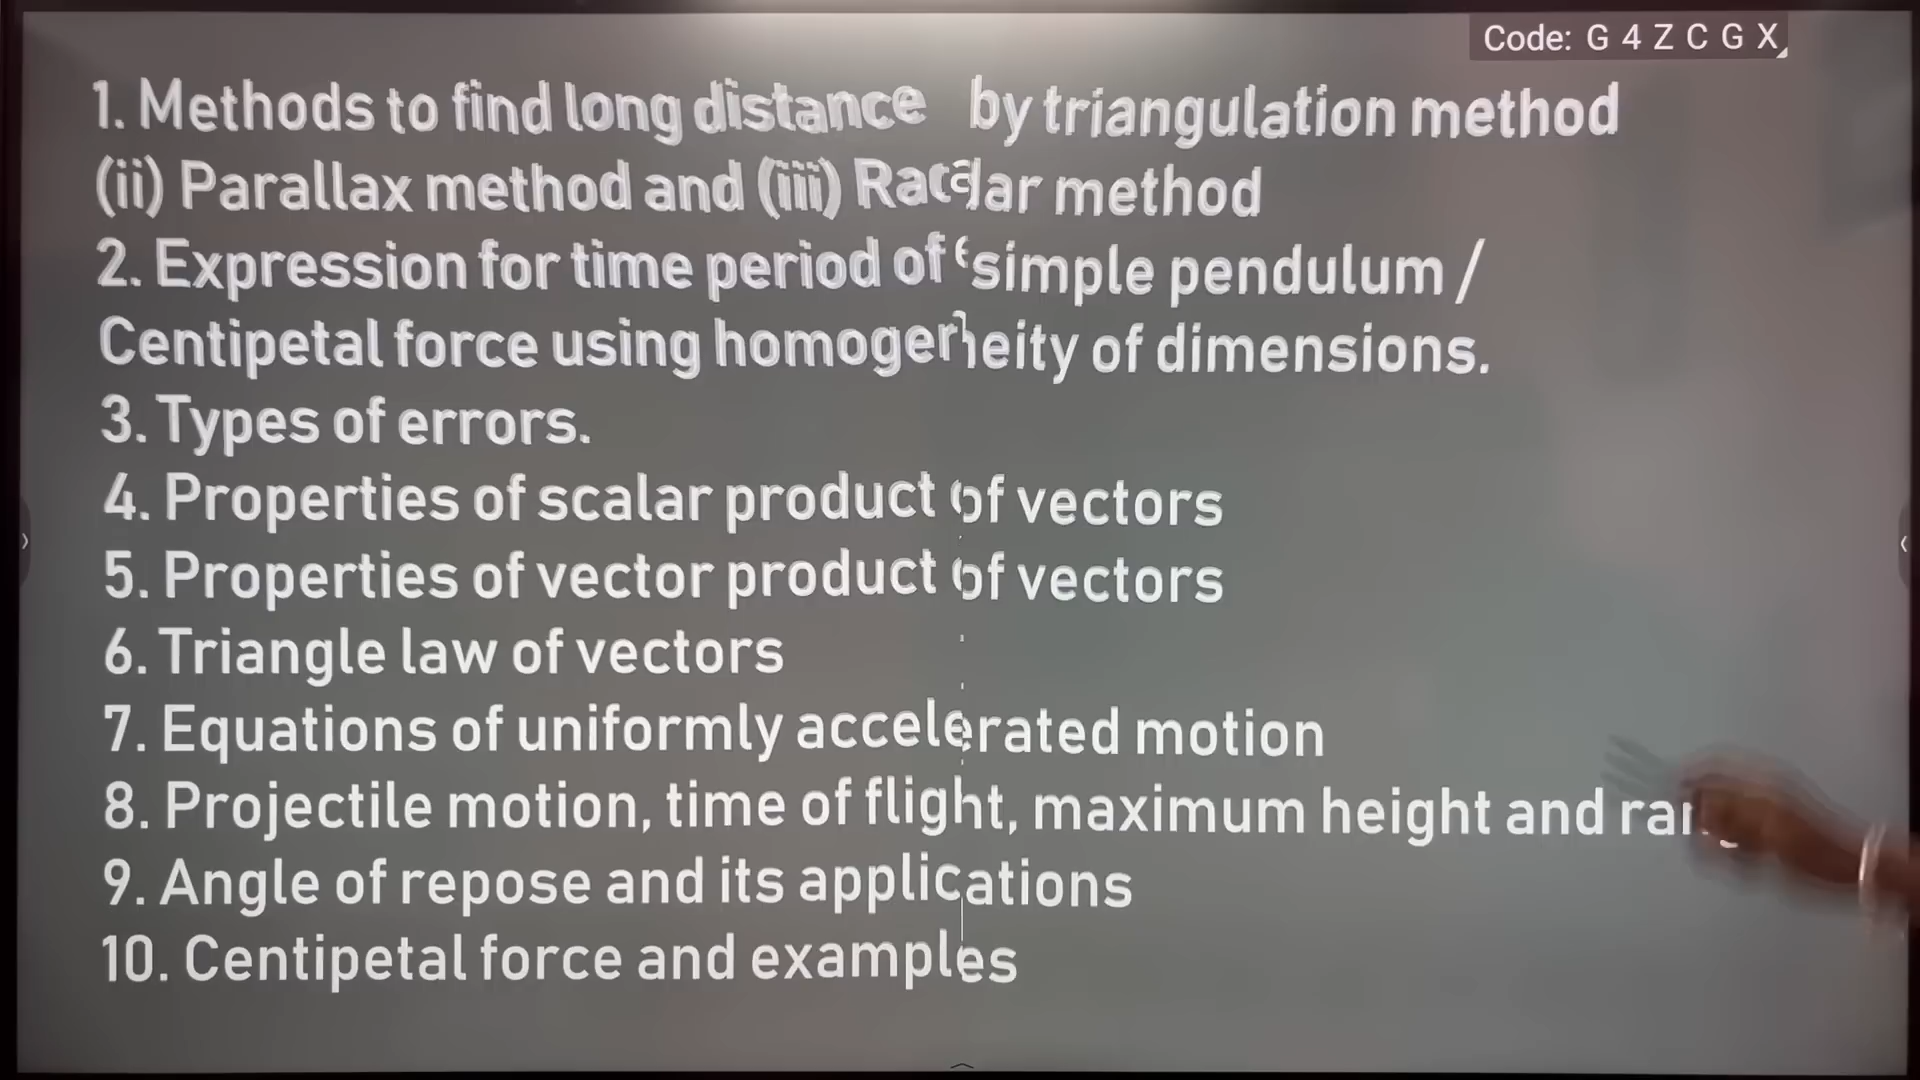 Code: G 4 Z C G X
1. Methods to find long distance by triangulation method
(ii) Parallax method and (iii) Radar method
2. Expression for time period of simple pendulum /
Centipetal force using homogeneity of dimensions.
3. Types of errors.
4. Properties of scalar product of vectors
5. Properties of vector product of vectors
6. Triangle law of vectors
7. Equations of uniformly accelerated motion
8. Projectile motion, time of flight, maximum height and
9. Angle of repose and its applications
10. Centipetal force and examples